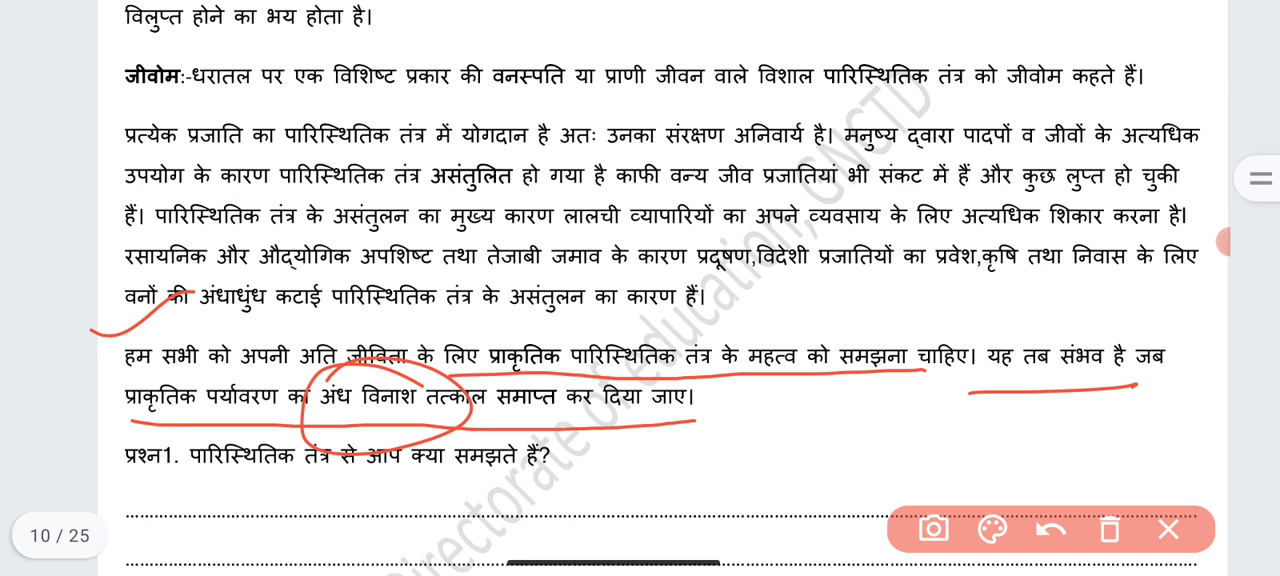 विलुप्त होने का भय होता है।
जीवोम:-धरातल पर एक विशिष्ट प्रकार की वनस्पति या प्राणी जीवन वाले विशाल पारिस्थितिक तंत्र को जीवोम कहते हैं।
प्रत्येक प्रजाति का पारिस्थितिक तंत्र में योगदान है अतः उनका संरक्षण अनिवार्य है। मनुष्य द्वारा पादपों व जीवों के अत्यधिक
उपयोग के कारण पारिस्थितिक तंत्र असंतुलित हो गया है काफी वन्य जीव प्रजातियां भी संकट में हैं और कुछ लुप्त हो चुकी
हैं। पारिस्थितिक तंत्र के असंतुलन का मुख्य कारण लालची व्यापारियों का अपने व्यवसाय के लिए अत्यधिक शिकार करना है।
रसायनिक और औद्योगिक अपशिष्ट तथा तेजाबी जमाव के कारण प्रदूषण,विदेशी प्रजातियों का प्रवेश,कृषि तथा निवास के लिए
वनों की अंधाधुंध कटाई पारिस्थितिक तंत्र के असंतुलन का कारण हैं।
हम सभी को अपनी अति जीविता के लिए प्राकृतिक पारिस्थितिक तंत्र के महत्व को समझना चाहिए। यह तब संभव है जब
प्राकृतिक पर्यावरण का अंध विनाश तत्काल समाप्त कर दिया जाए।
प्रश्न1. पारिस्थितिक तंत्र से आप क्या समझते हैं?
10 / 25
Directorate of education, GNCTD